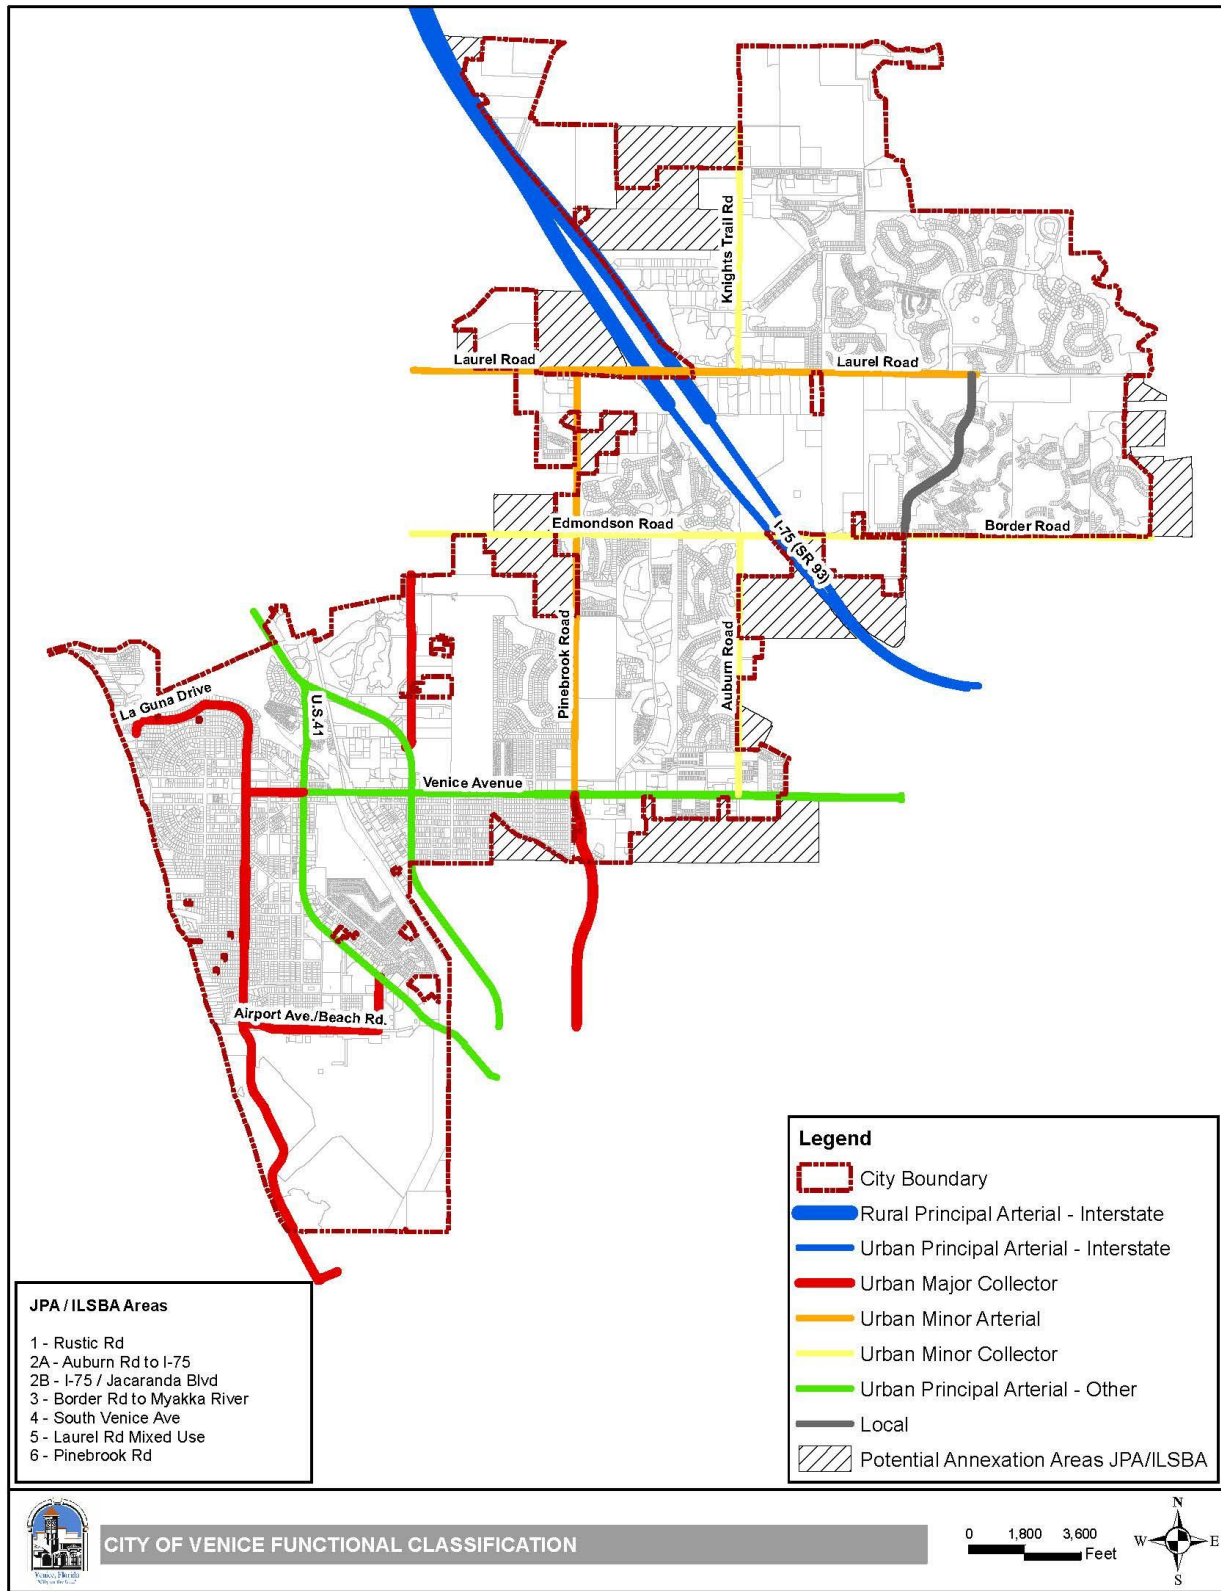 Knights Trail Rd
Laurel Road
Laurel Road
Edmondson Road
Border Road
I-75 (SR 93)
Pinebrook Road
Auburn Road
La Guna Drive
U.S.41
Venice Avenue
Airport Ave./Beach Rd.
Legend
City Boundary
Rural Principal Arterial - Interstate
Urban Principal Arterial - Interstate
Urban Major Collector
Urban Minor Arterial
Urban Minor Collector
Urban Principal Arterial - Other
Local
Potential Annexation Areas JPA/ILSBA
JPA / ILSBA Areas
1 - Rustic Rd
2A - Auburn Rd to I-75
2B - I-75 / Jacaranda Blvd
3 - Border Rd to Myakka River
4 - South Venice Ave
5 - Laurel Rd Mixed Use
6 - Pinebrook Rd
Venice, Florida
CITY OF VENICE FUNCTIONAL CLASSIFICATION
0 1,800 3,600
Feet
N
W E
S